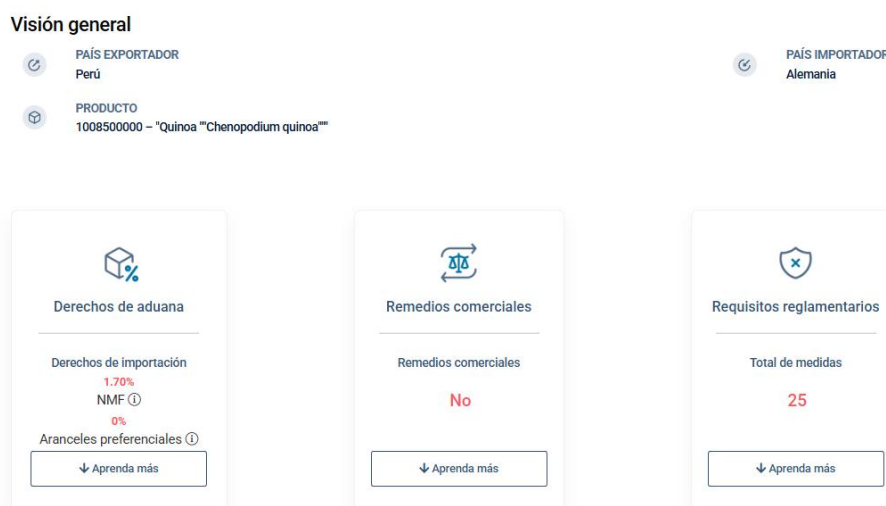 Visión general
PAÍS EXPORTADOR
Perú
PAÍS IMPORTADOR
Alemania
PRODUCTO
1008500000 – "Quinoa ""Chenopodium quinoa"""
Derechos de aduana
Derechos de importación
1.70%
NMF
0%
Aranceles preferenciales
Aprenda más
Remedios comerciales
Remedios comerciales
No
Aprenda más
Requisitos reglamentarios
Total de medidas
25
Aprenda más